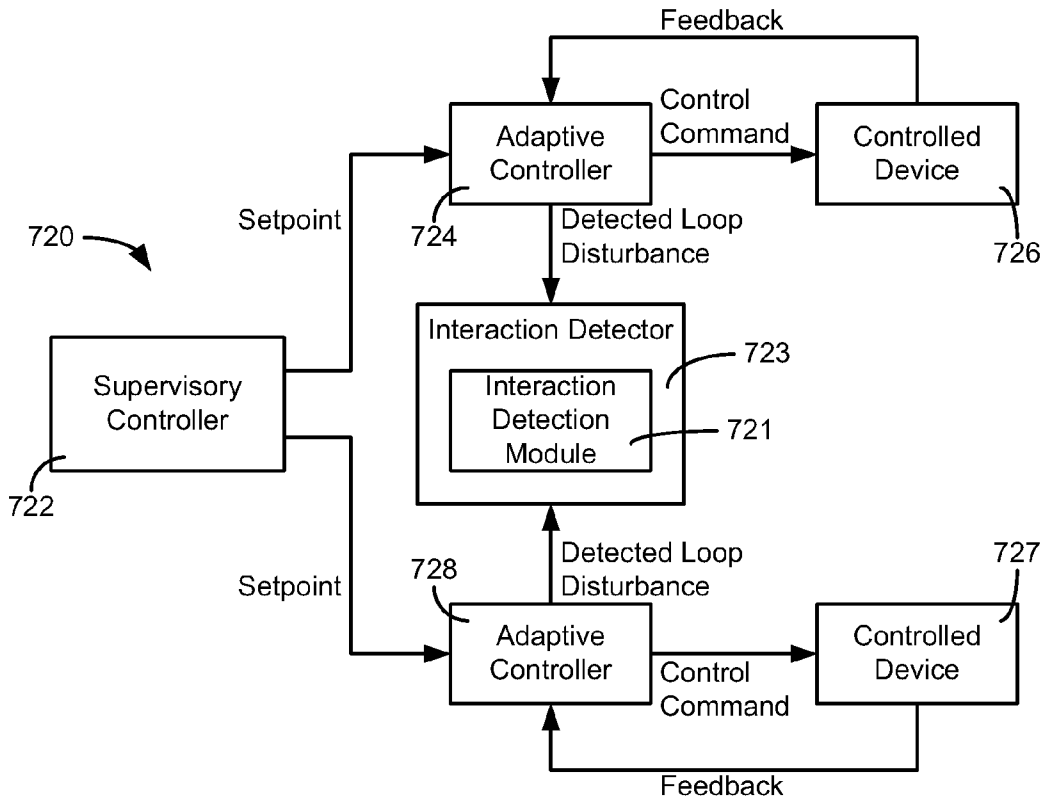 Feedback
Adaptive
Controller
724
Control
Command
Controlled
Device
726
Setpoint
Detected Loop
Disturbance
720
Supervisory
Controller
722
Interaction Detector
723
Interaction
Detection
Module
721
Setpoint
Detected Loop
Disturbance
728
Adaptive
Controller
Control
Command
727
Controlled
Device
Feedback